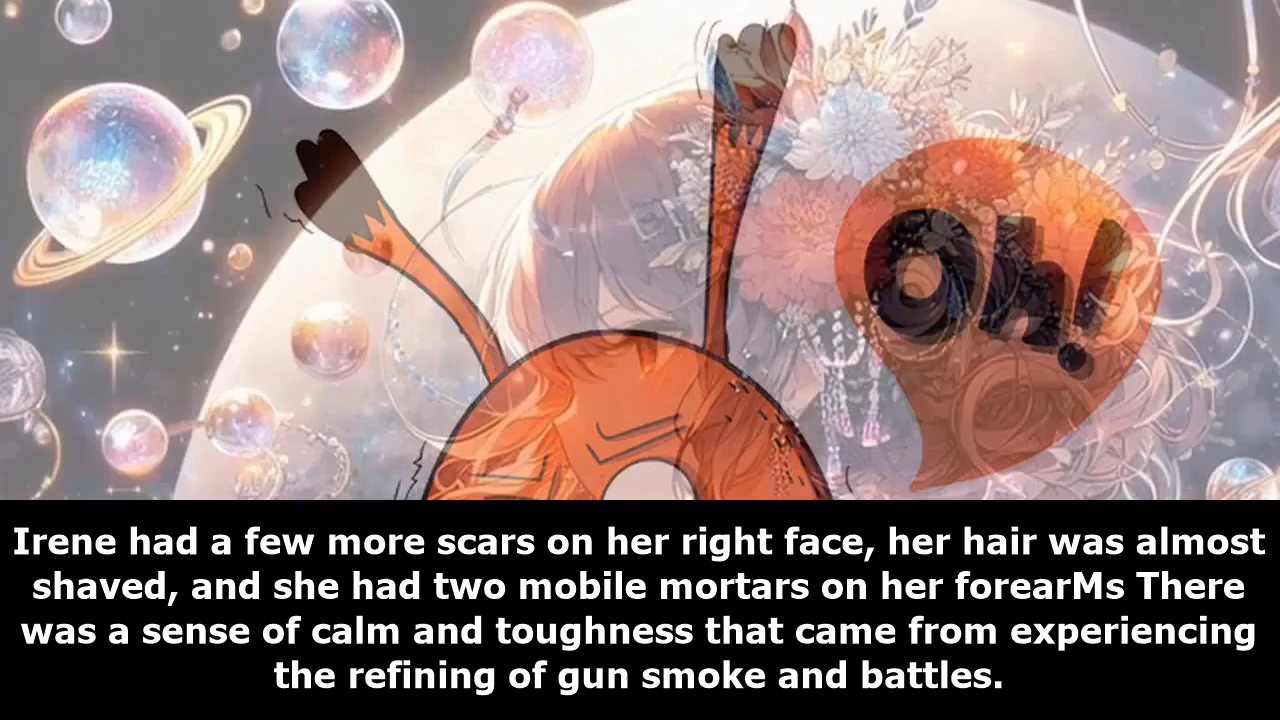 Oh!
Irene had a few more scars on her right face, her hair was almost
shaved, and she had two mobile mortars on her forearMs There
was a sense of calm and toughness that came from experiencing
the refining of gun smoke and battles.